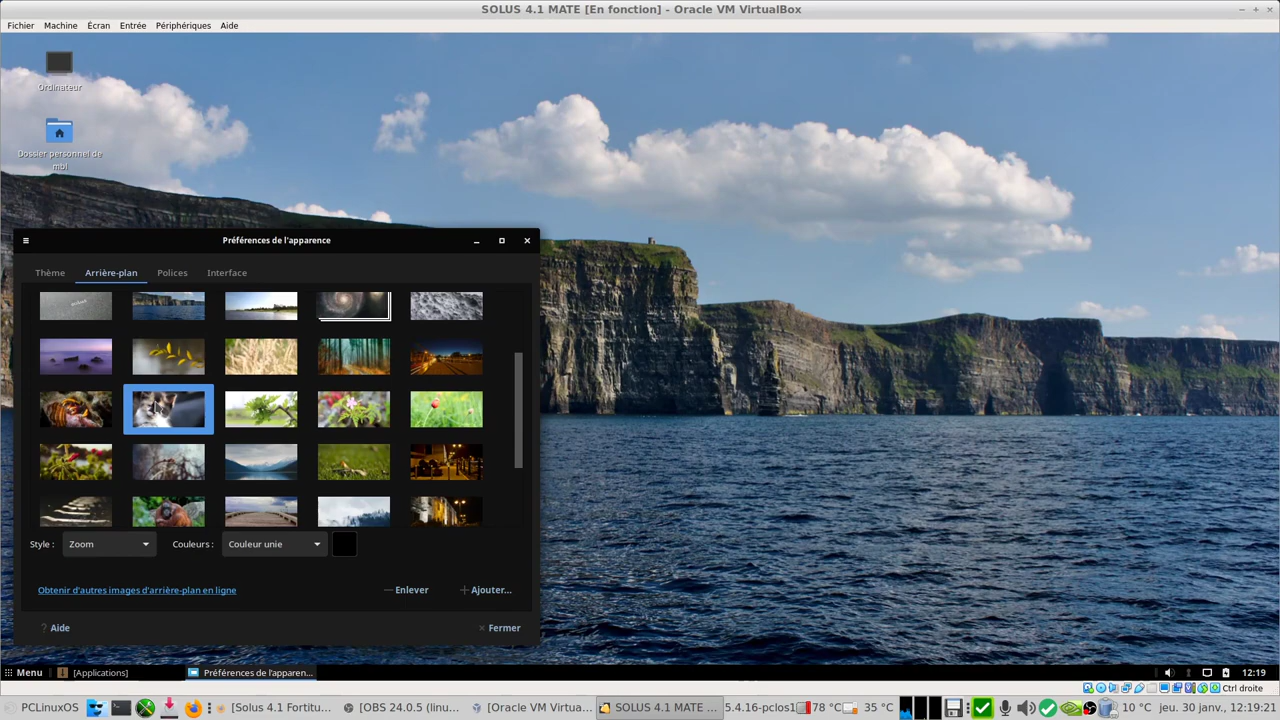 SOLUS 4.1 MATE [En fonction] - Oracle VM VirtualBox
Fichier Machine Écran Entrée Périphériques Aide
Ordinateur
Dossier personnel de
mbl
Préférences de l'apparence
Thème Arrière-plan Polices Interface
Style : Zoom Couleurs : Couleur unie
Obtenir d'autres images d'arrière-plan en ligne Enlever Ajouter...
? Aide Fermer
Menu [Applications] Préférences de l'apparen... 12:19
Ctrl droite
PCLinuxOS 4.7 Fortitu... [OBS 24.0.3 (linu... [Oracle VM Virtua... SOLUS 4.1 MATE ... 5.4.16-pclos1 78 °C 35 °C 10 °C jeu. 30 janv., 12:19:21